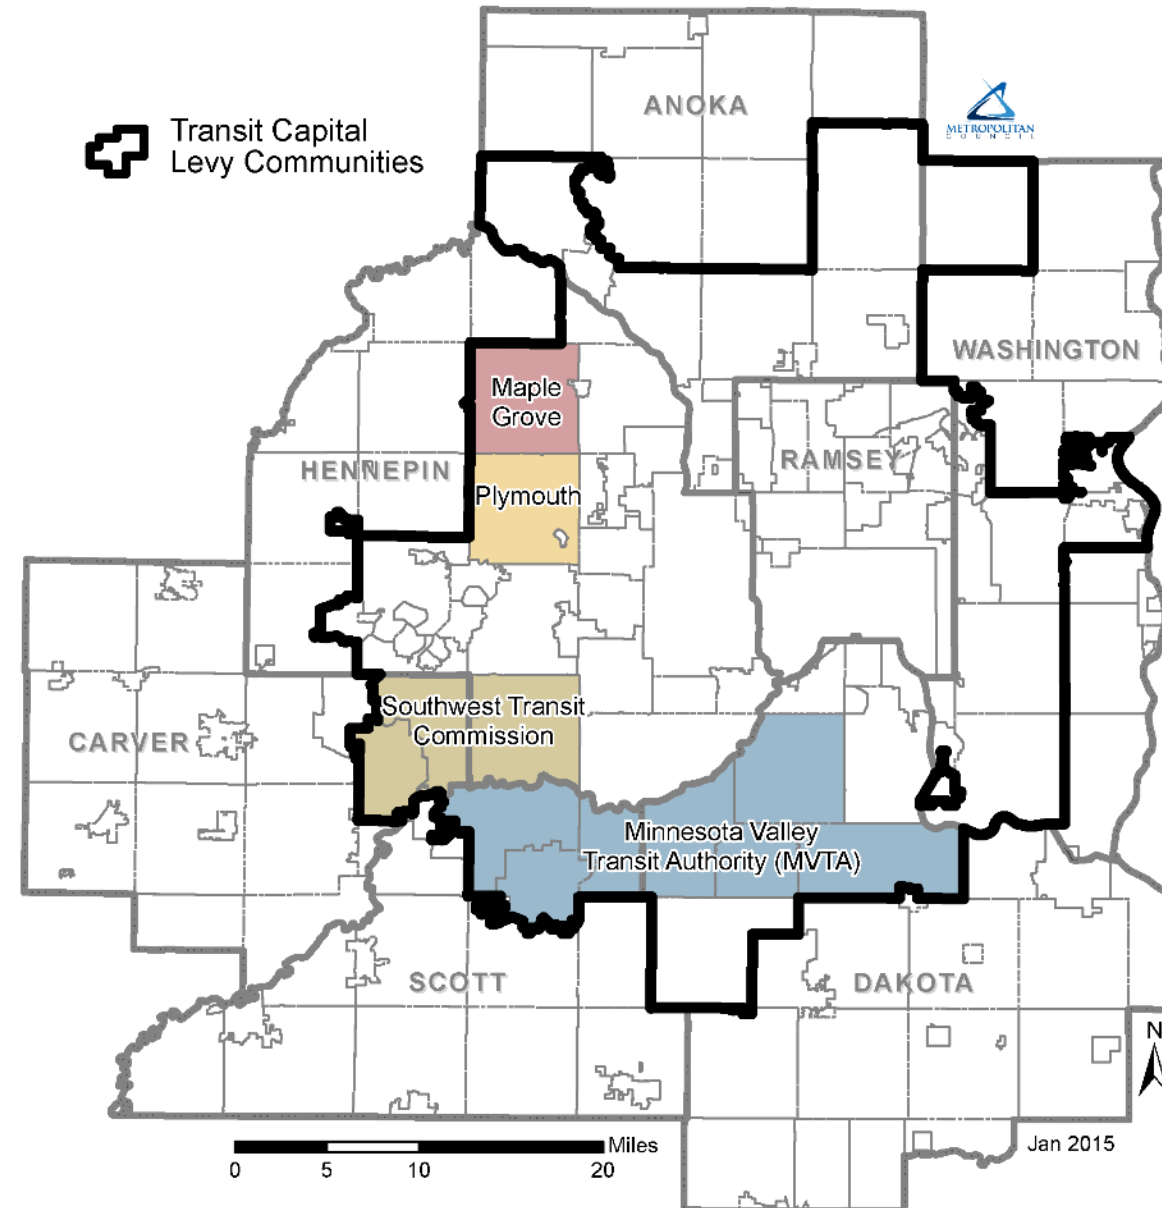 ANOKA
METROPOLITAN
COUNCIL
Transit Capital
Levy Communities
WASHINGTON
Maple
Grove
HENNEPIN
RAMSEY
Plymouth
Southwest Transit
Commission
CARVER
Minnesota Valley
Transit Authority (MVTA)
SCOTT
DAKOTA
N
Miles
Jan 2015
0 5 10 20